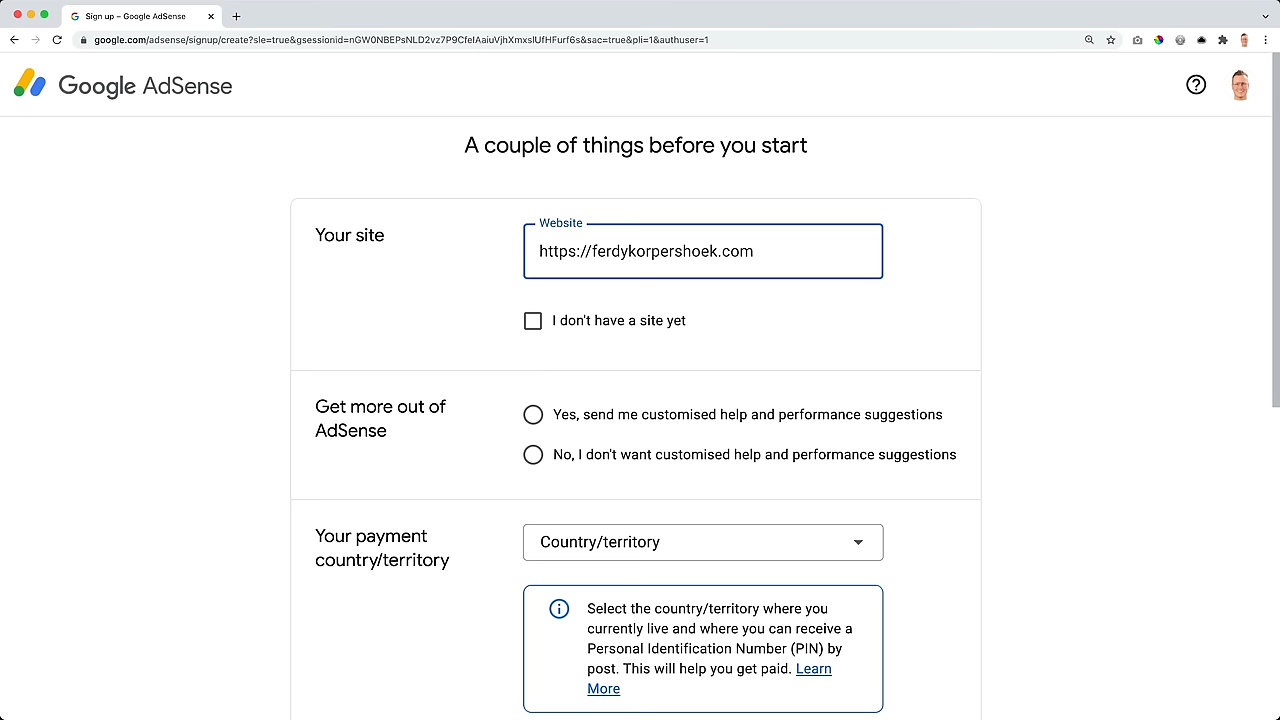 Sign up – Google AdSense
google.com/adsense/signup/create?sle=true&gsessionid=nGW0NBEPsNLD2vz7P9CfeIAaiuVjhXmxslUfHFurf6s&sac=true&pli=1&authuser=1
Google AdSense
A couple of things before you start
Your site
Website
https://ferdykorpershoek.com
I don't have a site yet
Get more out of
AdSense
Yes, send me customised help and performance suggestions
No, I don't want customised help and performance suggestions
Your payment
country/territory
Country/territory
Select the country/territory where you
currently live and where you can receive a
Personal Identification Number (PIN) by
post. This will help you get paid. Learn
More